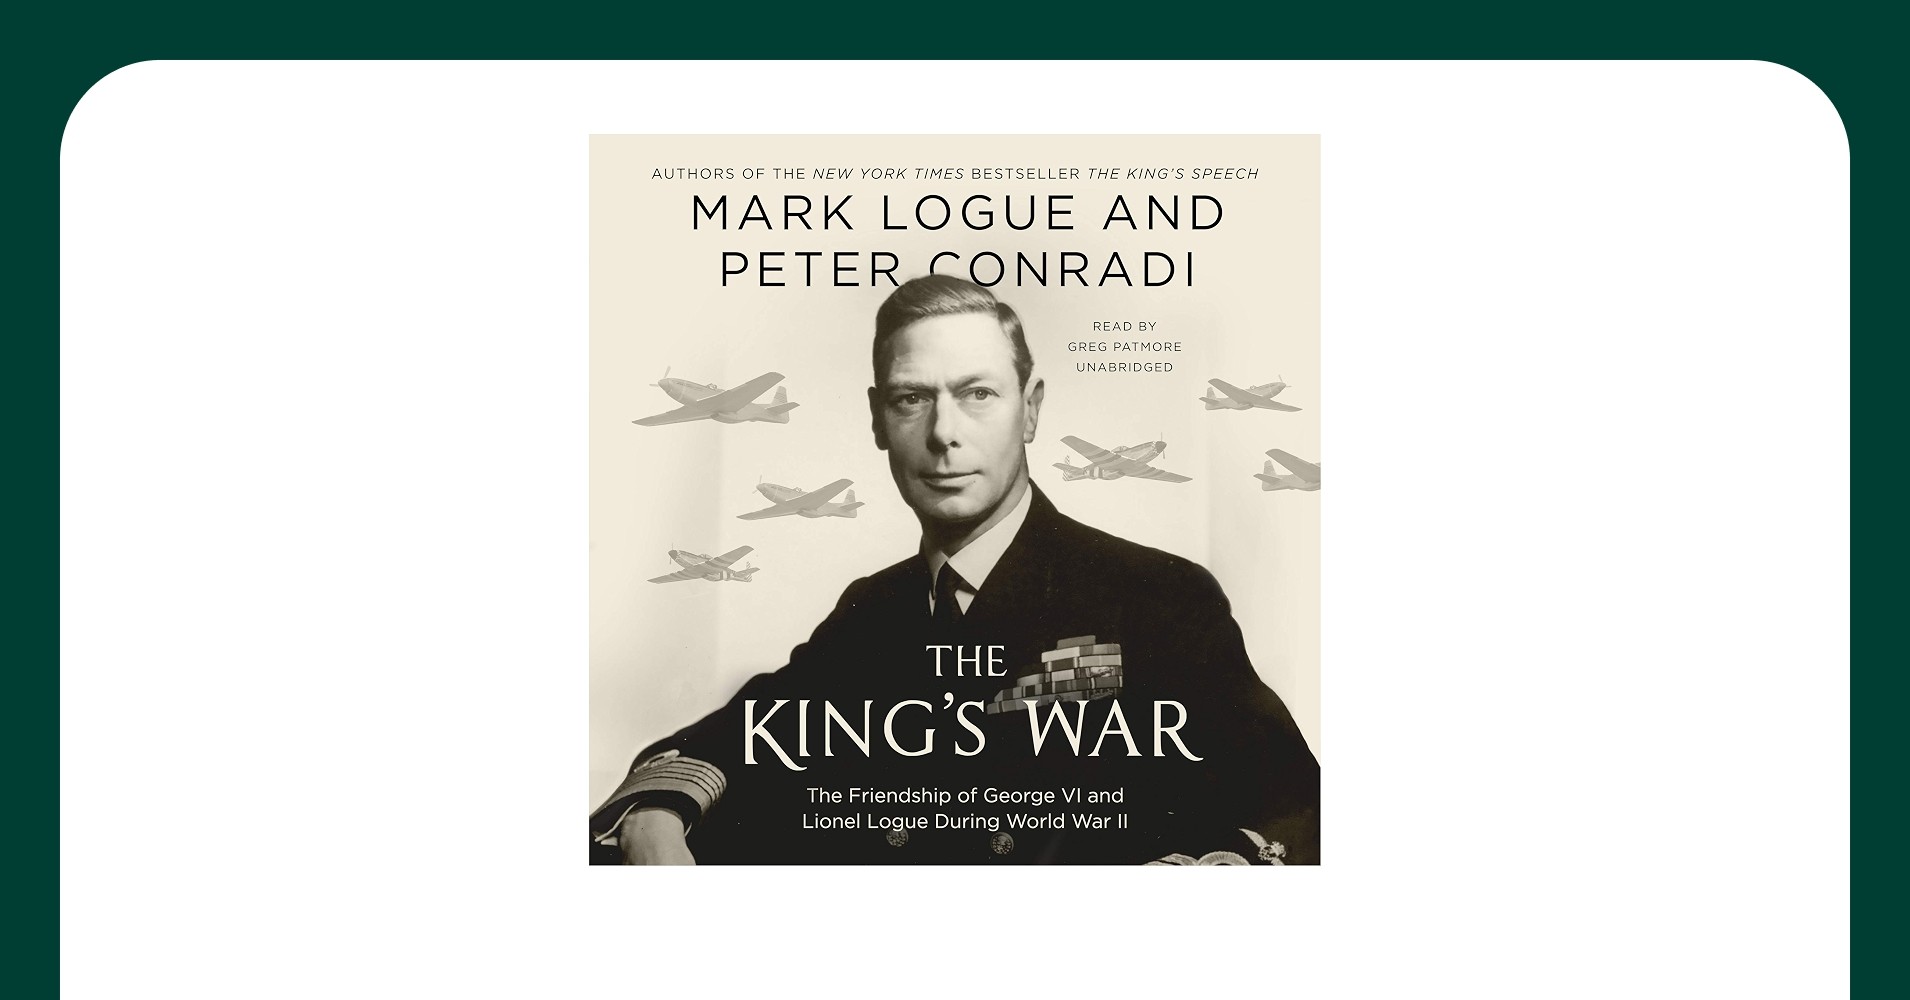 AUTHORS OF THE NEW YORK TIMES BESTSELLER THE KING'S SPEECH
MARK LOGUE AND
PETER CONRADI
READ BY
GREG PATMORE
UNABRIDGED
THE
KING'S WAR
The Friendship of George VI and
Lionel Logue During World War II